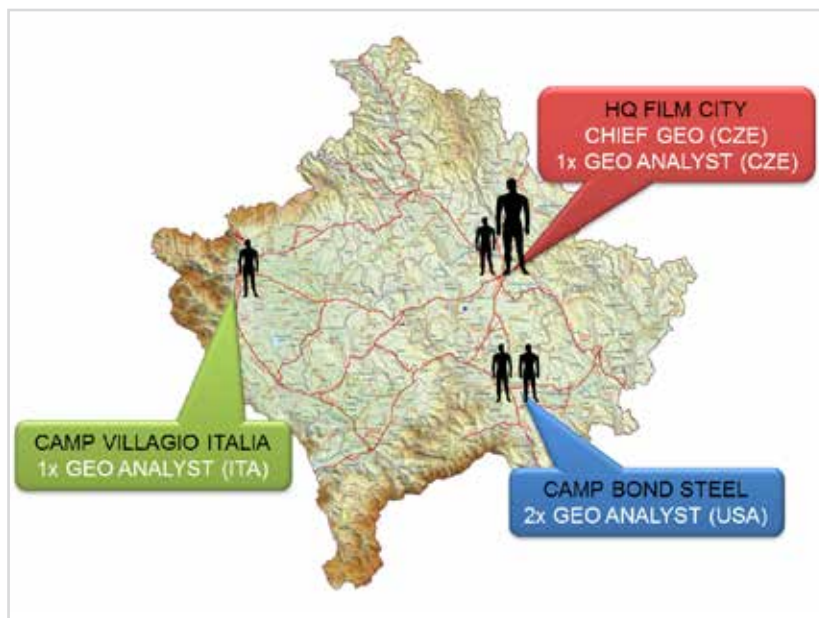 HQ FILM CITY
CHIEF GEO (CZE)
1x GEO ANALYST (CZE)
CAMP VILLAGIO ITALIA
1x GEO ANALYST (ITA)
CAMP BOND STEEL
2x GEO ANALYST (USA)